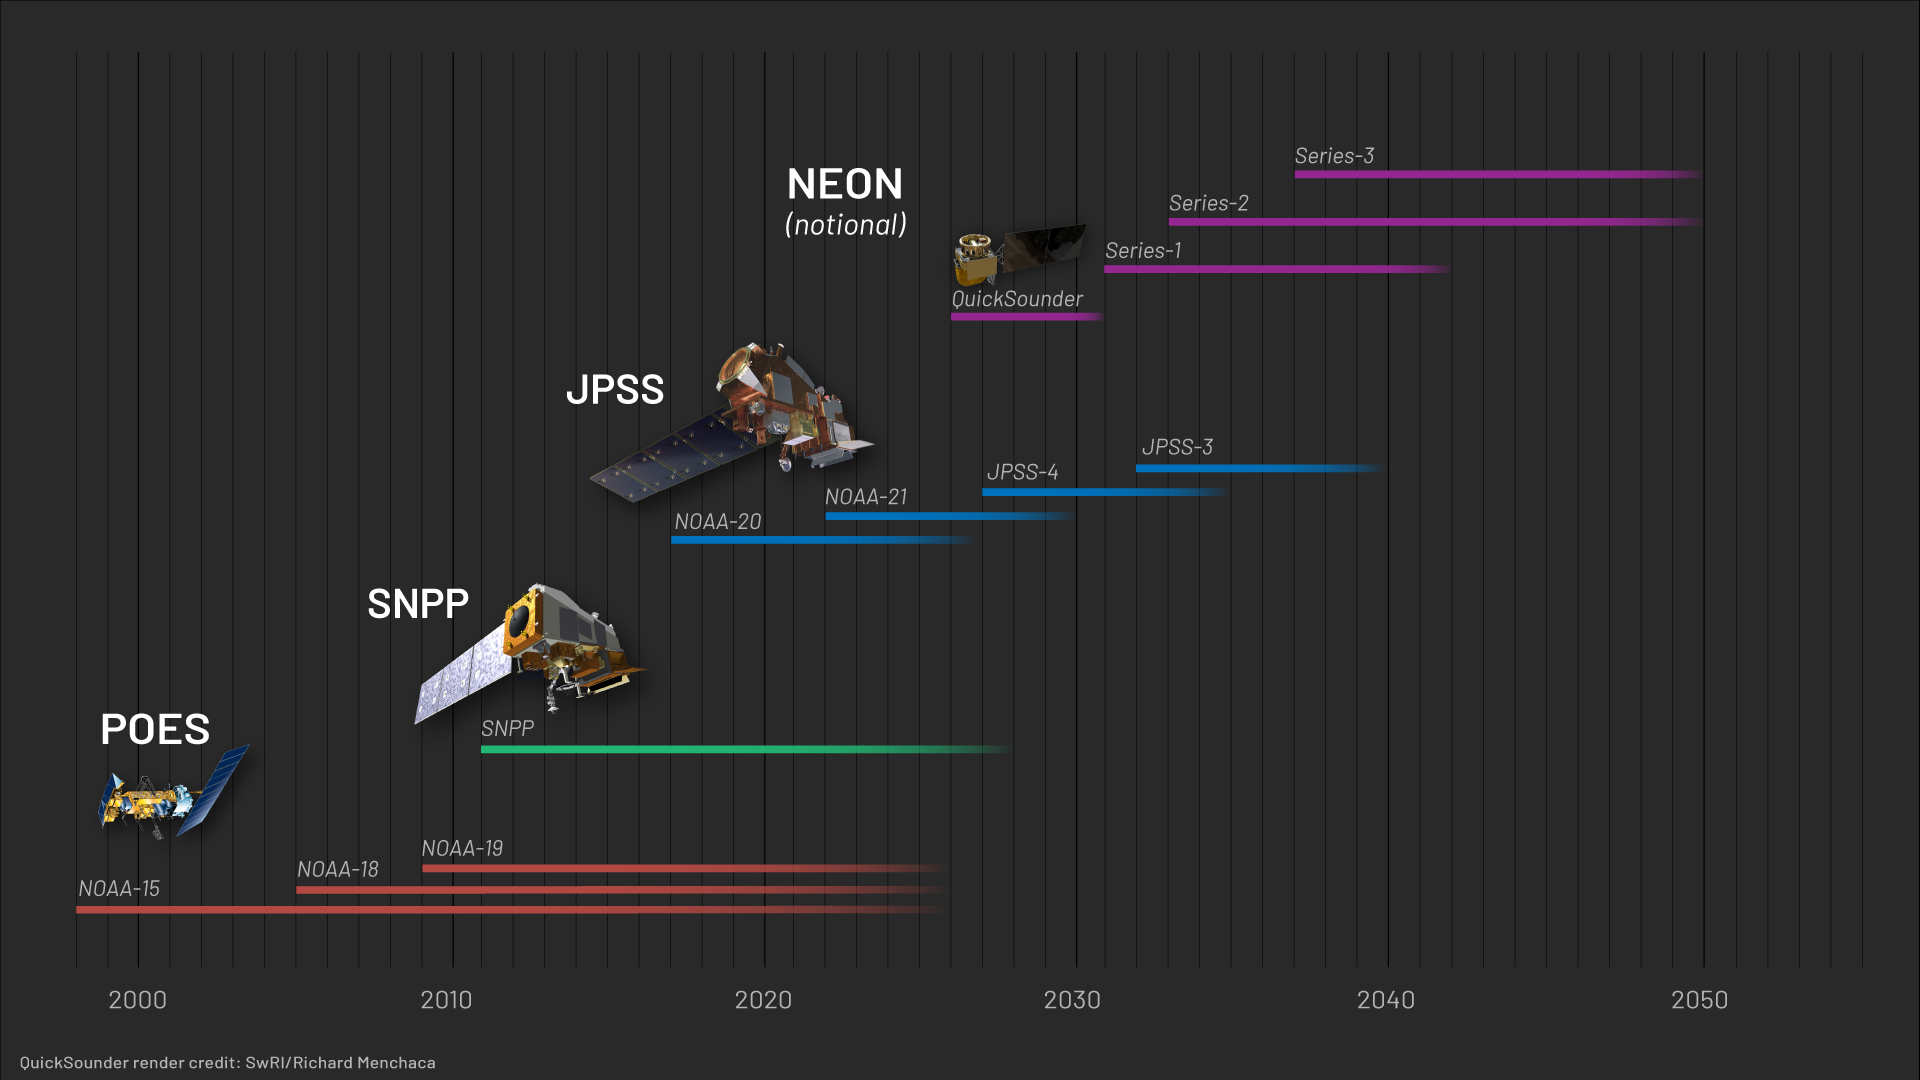 Series-3
NEON
Series-2
(notional)
Series-1
QuickSounder
JPSS
JPSS-3
JPSS-4
NOAA-21
NOAA-20
SNPP
SNPP
POES
NOAA-19
NOAA-18
NOAA-15
2000 2010 2020 2030 2040 2050
QuickSounder render credit: SwRI/Richard Menchaca